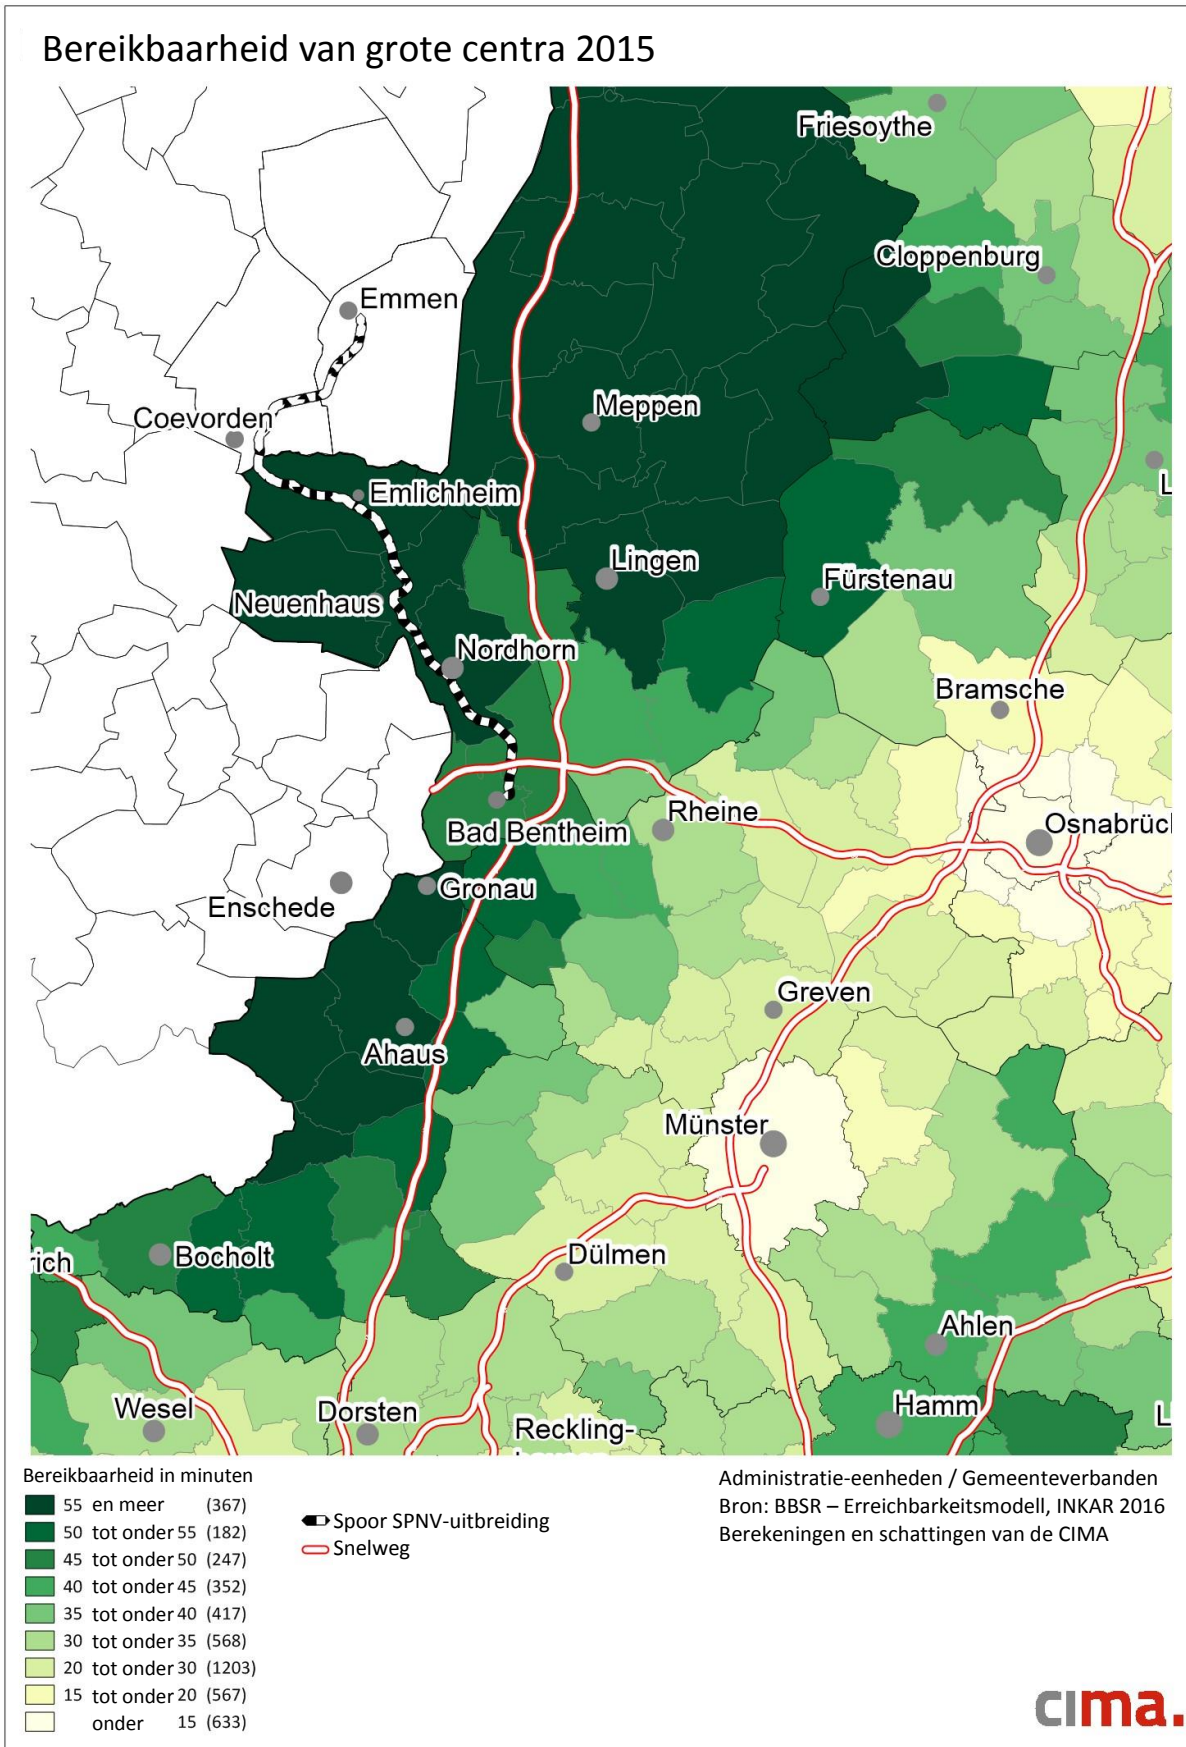 Bereikbaarheid van grote centra 2015
Friesoythe
Cloppenburg
Emmen
Meppen
Coevorden
Emlichheim
L
Lingen
Fürstenau
Neuenhaus
Nordhorn
Bramsche
Rheine
Osnabrüc
Bad Bentheim
Gronau
Enschede
Greven
Ahaus
Münster
rich
Bocholt
Dülmen
Ahlen
Wesel
Dorsten
Hamm
L
Reckling-
Bereikbaarheid in minuten
55 en meer (367)
50 tot onder 55 (182)
45 tot onder 50 (247)
40 tot onder 45 (352)
35 tot onder 40 (417)
30 tot onder 35 (568)
20 tot onder 30 (1203)
15 tot onder 20 (567)
onder 15 (633)
Spoor SPNV-uitbreiding
Snelweg
Administratie-eenheden / Gemeenteverbanden
Bron: BBSR – Erreichbarkeitsmodell, INKAR 2016
Berekeningen en schattingen van de CIMA
cima.